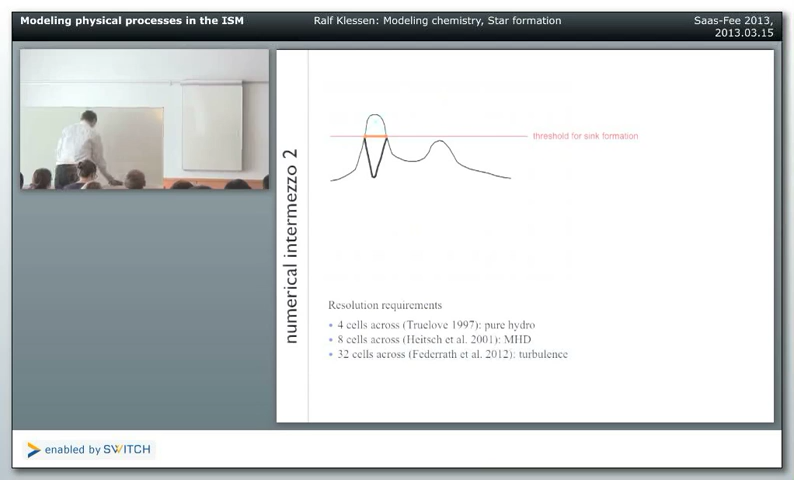 Modeling physical processes in the ISM
Ralf Klessen: Modeling chemistry, Star formation
Saas-Fee 2013,
2013.03.15
numerical intermezzo 2
threshold for sink formation
Resolution requirements
• 4 cells across (Truelove 1997): pure hydro
• 8 cells across (Heitsch et al. 2001): MHD
• 32 cells across (Federrath et al. 2012): turbulence
enabled by SWITCH